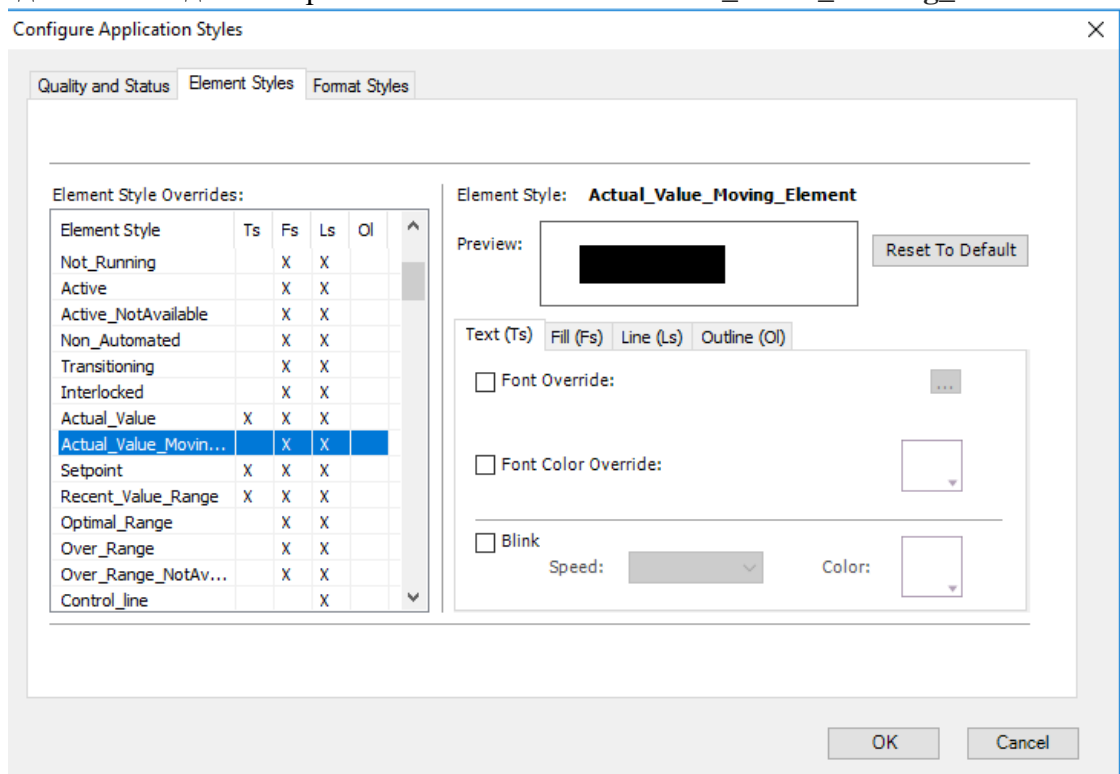 Configure Application Styles
Quality and Status Element Styles Format Styles
Element Style Overrides:
Element Style Ts Fs Ls Ol
Not_Running X X
Active X X
Active_NotAvailable X X
Non_Automated X X
Transitioning X X
Interlocked X X
Actual_Value X X X
Actual_Value_Movin... X X
Setpoint X X X
Recent_Value_Range X X X
Optimal_Range X X
Over_Range X X
Over_Range_NotAv... X X
Control_line X
Element Style: Actual_Value_Moving_Element
Preview:
Reset To Default
Text (Ts) Fill (Fs) Line (Ls) Outline (Ol)
Font Override:
...
Font Color Override:
Blink
Speed:
Color:
OK Cancel